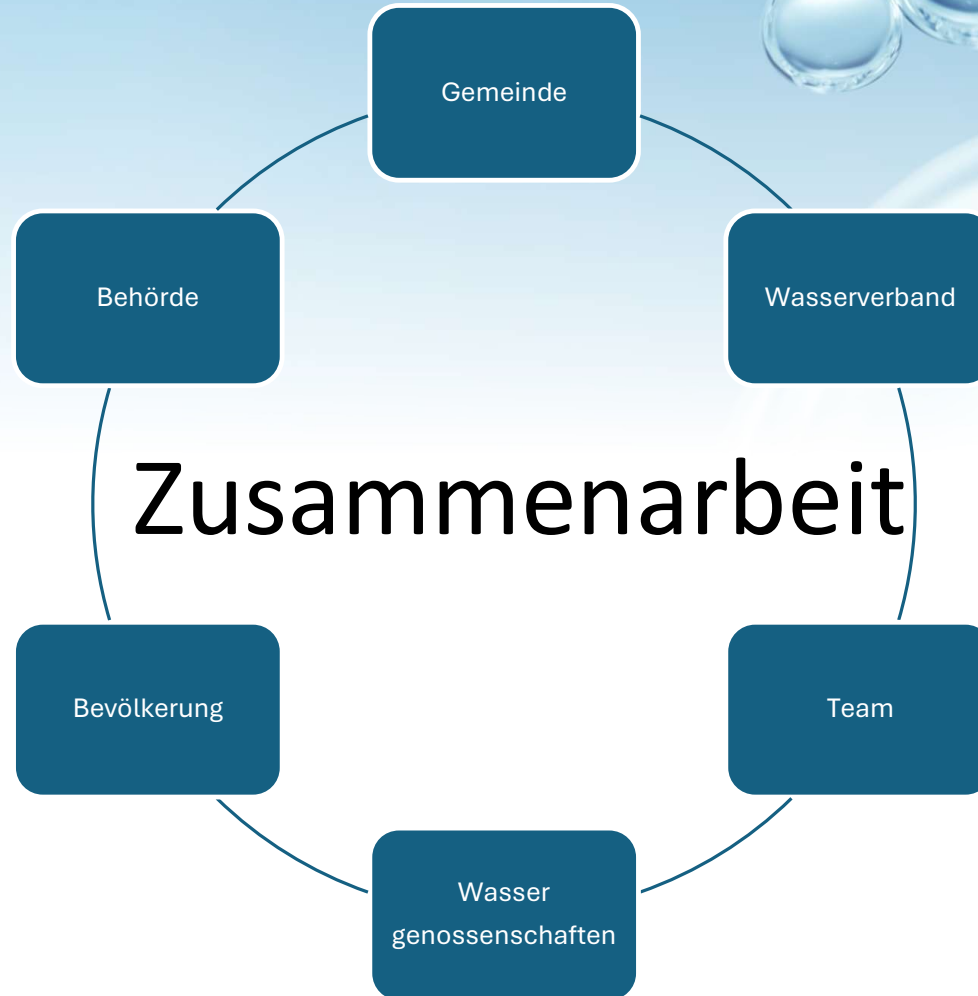 Gemeinde
Behörde
Wasserverband
Zusammenarbeit
Bevölkerung
Team
Wasser
genossenschaften